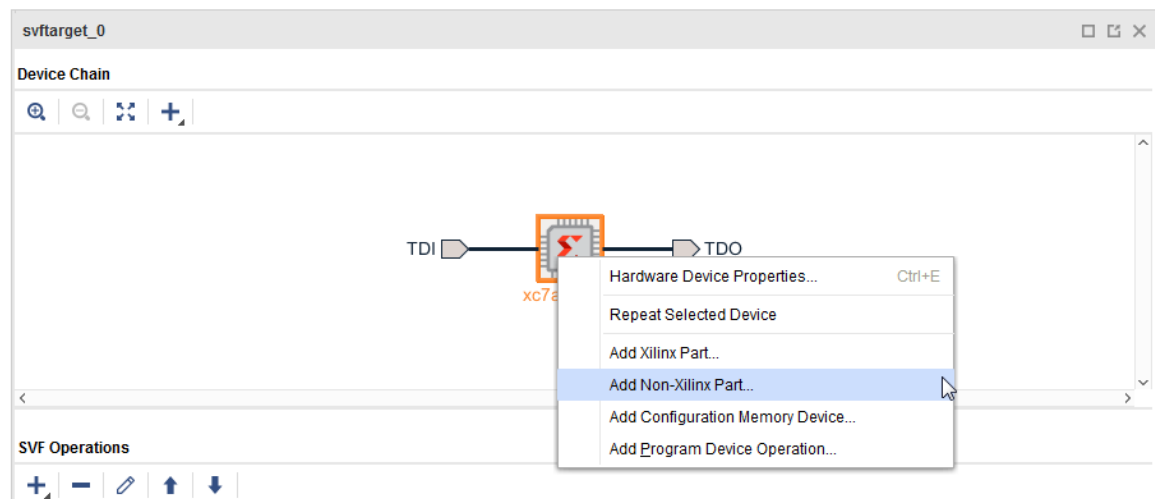 svftarget_0
Device Chain
TDI
TDO
xc7a
Hardware Device Properties... Ctrl+E
Repeat Selected Device
Add Xilinx Part...
Add Non-Xilinx Part...
Add Configuration Memory Device...
Add Program Device Operation...
SVF Operations